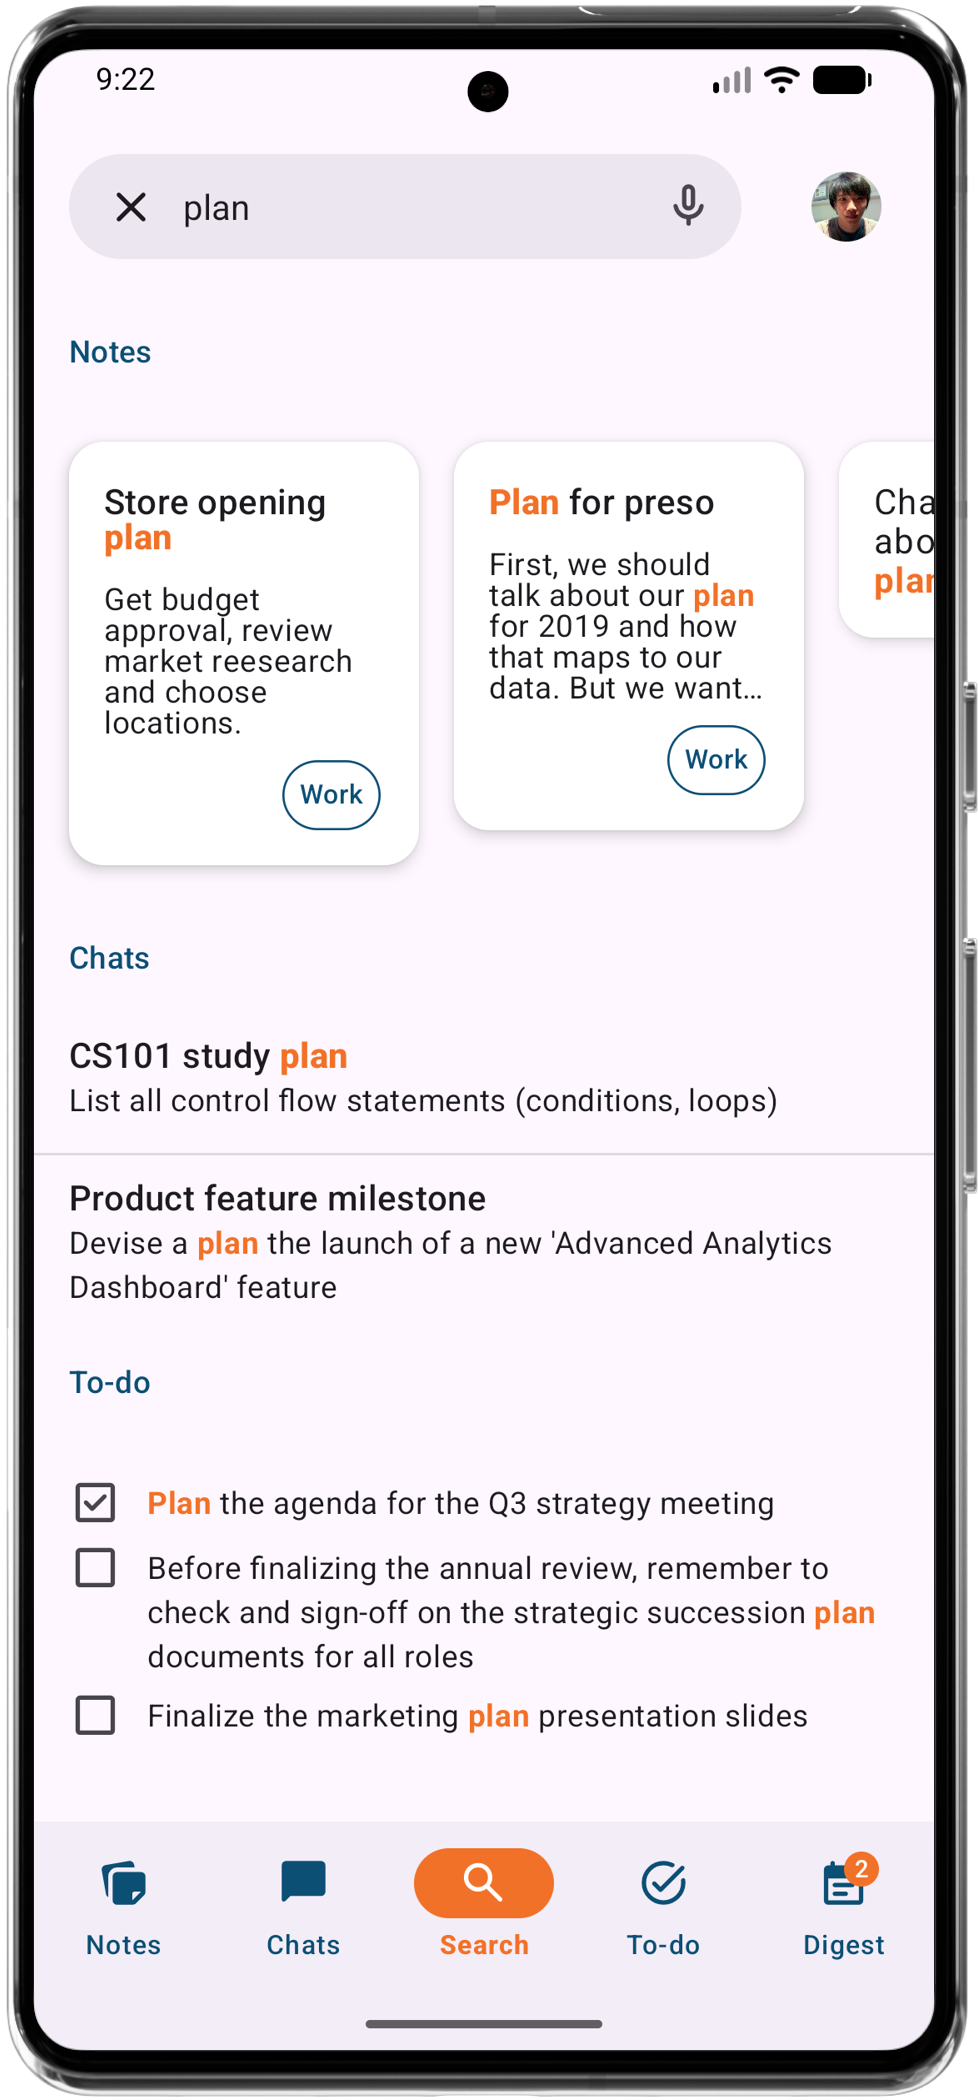 9:22
plan
Notes
Store opening
plan
Get budget
approval, review
market reesearch
and choose
locations.
Work
Plan for preso
First, we should
talk about our plan
for 2019 and how
that maps to our
data. But we want...
Work
Cha
abo
plan
Chats
CS101 study plan
List all control flow statements (conditions, loops)
Product feature milestone
Devise a plan the launch of a new 'Advanced Analytics
Dashboard' feature
To-do
Plan the agenda for the Q3 strategy meeting
Before finalizing the annual review, remember to
check and sign-off on the strategic succession plan
documents for all roles
Finalize the marketing plan presentation slides
2
Notes
Chats
Search
To-do
Digest